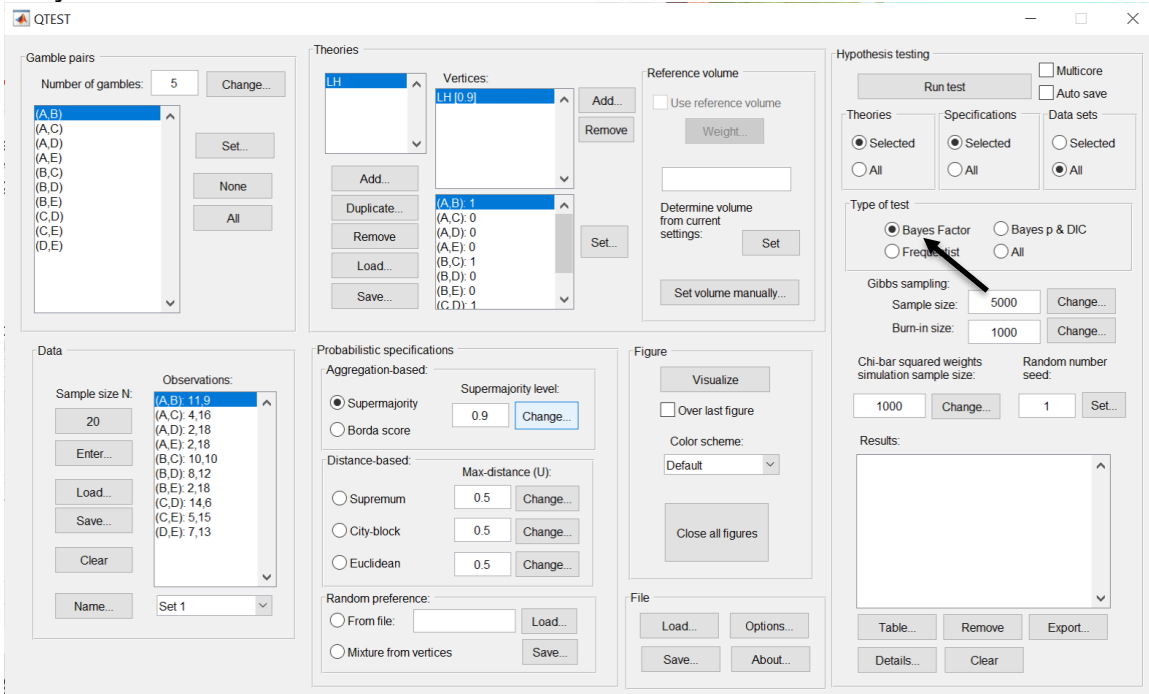 QTEST
Gamble pairs
Number of gambles: 5 Change...
(A,B)
(A,C)
(A,D)
(A,E)
(B,C)
(B,D)
(B,E)
(C,D)
(C,E)
(D,E)
Set...
None
All
Theories
LH
Vertices:
LH [0.9]
Add...
Remove
Add...
Duplicate...
Remove
Load...
Save...
(A,B): 1
(A,C): 0
(A,D): 0
(A,E): 0
(B,C): 1
(B,D): 0
(B,E): 0
(C,D): 1
Set...
Reference volume
Use reference volume
Weight...
Determine volume
from current
settings:
Set
Set volume manually...
Hypothesis testing
Run test
Multicore
Auto save
Theories
Selected
All
Specifications
Selected
All
Data sets
Selected
All
Type of test
Bayes Factor
Bayes p & DIC
Frequentist
All
Gibbs sampling:
Sample size: 5000 Change...
Burn-in size: 1000 Change...
Chi-bar squared weights
simulation sample size:
1000 Change...
Random number
seed:
1 Set...
Results:
Table... Remove Export...
Details... Clear
Data
Sample size N:
20
Enter...
Load...
Save...
Clear
Name...
Observations:
(A,B): 11,9
(A,C): 4,16
(A,D): 2,18
(A,E): 2,18
(B,C): 10,10
(B,D): 8,12
(B,E): 2,18
(C,D): 14,6
(C,E): 5,15
(D,E): 7,13
Set 1
Probabilistic specifications
Aggregation-based:
Supermajority
Borda score
Supermajority level:
0.9 Change...
Distance-based:
Max-distance (U):
Supremum 0.5 Change...
City-block 0.5 Change...
Euclidean 0.5 Change...
Random preference:
From file: Load...
Mixture from vertices Save...
Figure
Visualize
Over last figure
Color scheme:
Default
Close all figures
File
Load... Options...
Save... About...